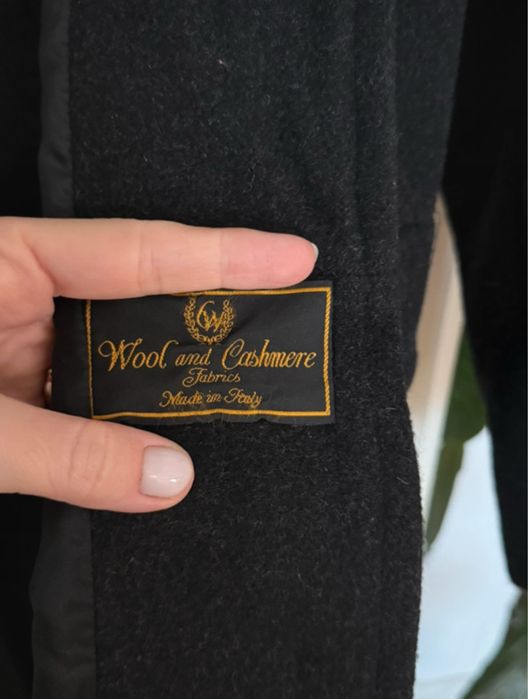 CW
Wool and Cashmere
Fabrics
Made in Italy